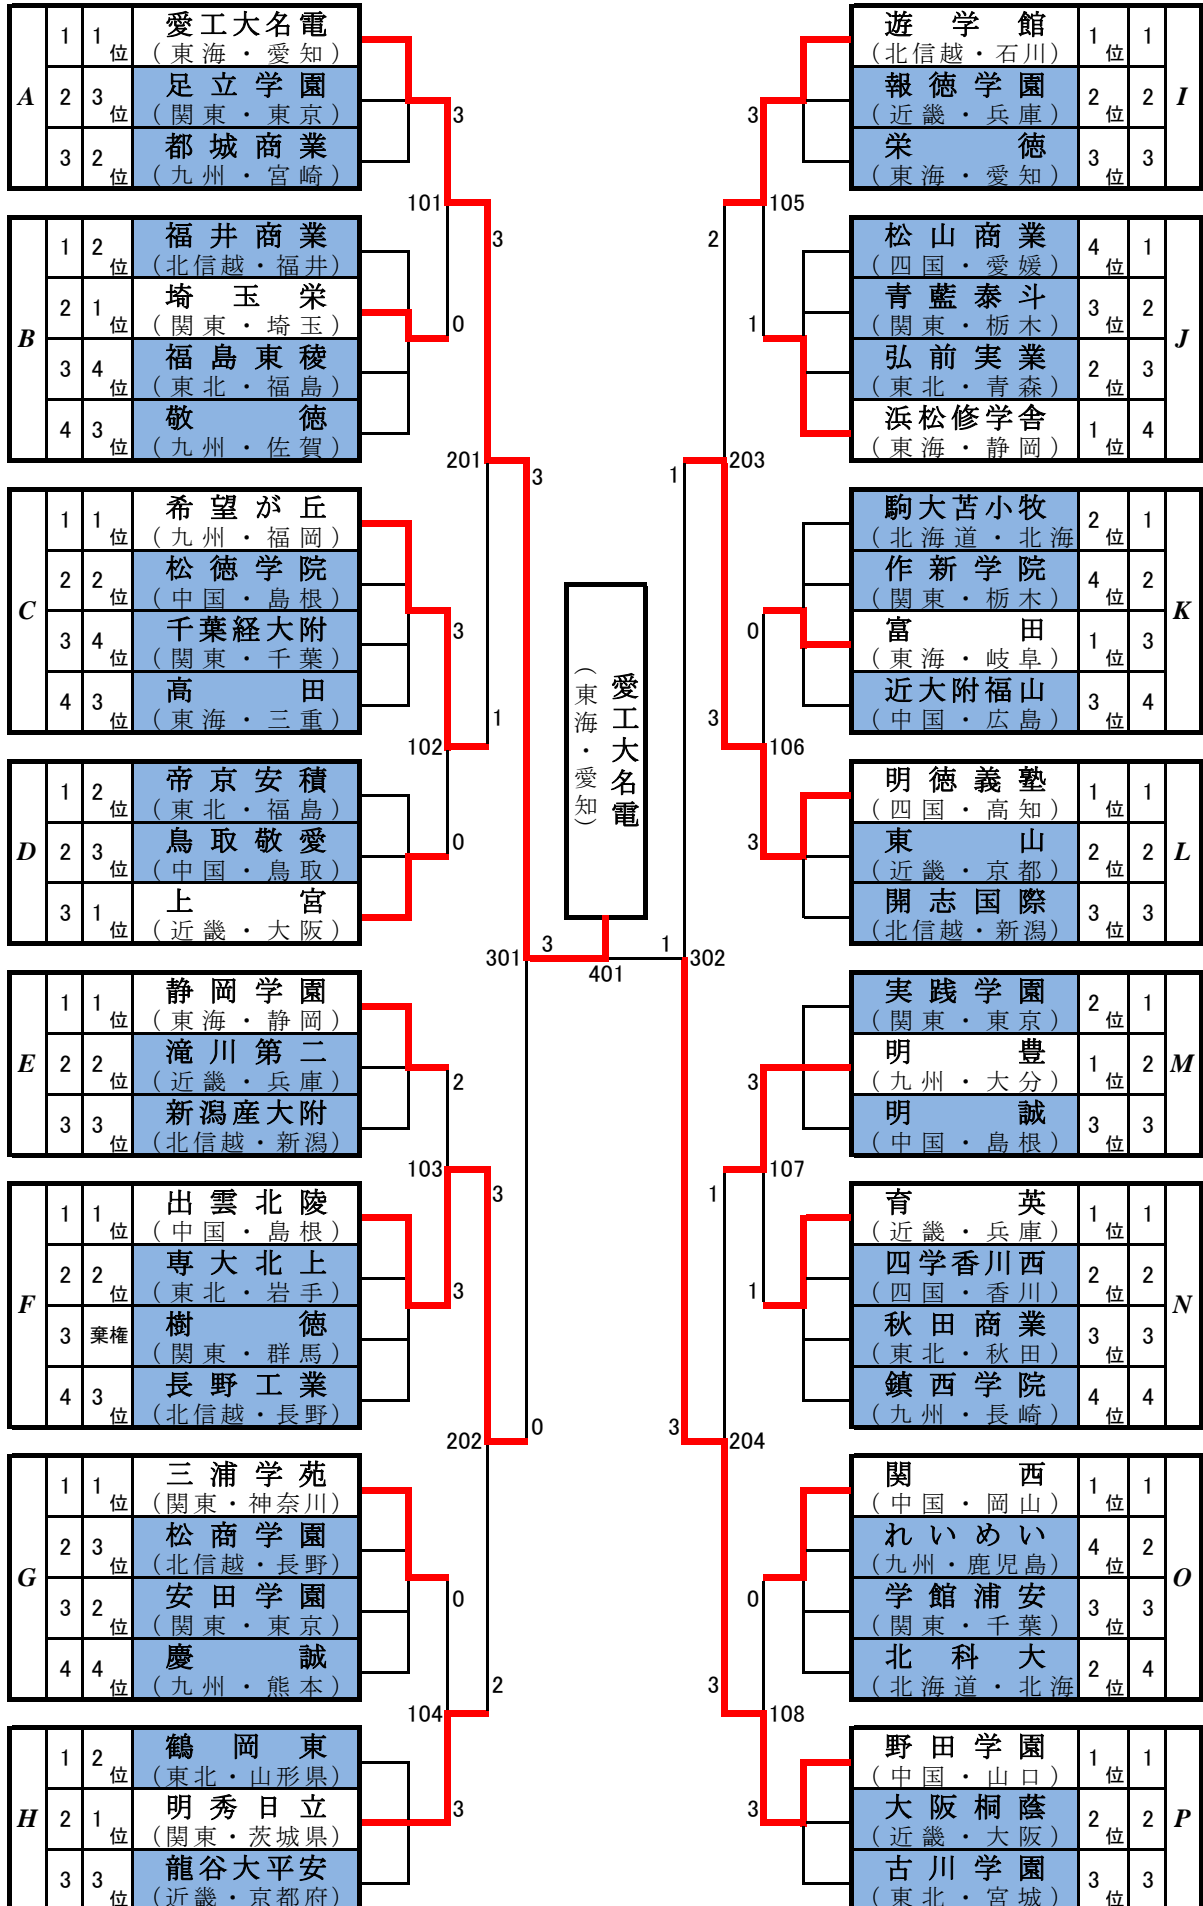 A
1 1位 愛工大名電
(東海・愛知)
2 3位 足立学園
(関東・東京)
3 2位 都城商業
(九州・宮崎)
B
1 2位 福井商業
(北信越・福井)
2 1位 埼玉栄
(関東・埼玉)
3 4位 福島東稜
(東北・福島)
4 3位 敬徳
(九州・佐賀)
C
1 1位 希望が丘
(九州・福岡)
2 2位 松徳学院
(中国・島根)
3 4位 千葉経大附
(関東・千葉)
4 3位 高田
(東海・三重)
D
1 2位 帝京安積
(東北・福島)
2 3位 鳥取敬愛
(中国・鳥取)
3 1位 上宮
(近畿・大阪)
E
1 1位 静岡学園
(東海・静岡)
2 2位 滝川第二
(近畿・兵庫)
3 3位 新潟産大附
(北信越・新潟)
F
1 1位 出雲北陵
(中国・島根)
2 2位 専大北上
(東北・岩手)
3 棄権 樹徳
(関東・群馬)
4 3位 長野工業
(北信越・長野)
G
1 1位 三浦学苑
(関東・神奈川)
2 3位 松商学園
(北信越・長野)
3 2位 安田学園
(関東・東京)
4 4位 慶誠
(九州・熊本)
H
1 2位 鶴岡東
(東北・山形県)
2 1位 明秀日立
(関東・茨城県)
3 3位 龍谷大平安
(近畿・京都府)
3
101
0
3
201
3
3
102
0
1
2
103
3
3
202
0
0
104
3
2
301
3
401
1
302
愛工大名電
(東海・愛知)
3
105
1
2
203
1
0
106
3
3
3
107
1
1
204
3
0
108
3
3
遊学館 1位 1
(北信越・石川)
報徳学園 2位 2
(近畿・兵庫)
栄徳 3位 3
(東海・愛知)
I
松山商業 4位 1
(四国・愛媛)
青藍泰斗 3位 2
(関東・栃木)
弘前実業 2位 3
(東北・青森)
浜松修学舎 1位 4
(東海・静岡)
J
駒大苫小牧 2位 1
(北海道・北海
作新学院 4位 2
(関東・栃木)
富田 1位 3
(東海・岐阜)
近大附福山 3位 4
(中国・広島)
K
明徳義塾 1位 1
(四国・高知)
東山 2位 2
(近畿・京都)
開志国際 3位 3
(北信越・新潟)
L
実践学園 2位 1
(関東・東京)
明豊 1位 2
(九州・大分)
明誠 3位 3
(中国・島根)
M
育英 1位 1
(近畿・兵庫)
四学香川西 2位 2
(四国・香川)
秋田商業 3位 3
(東北・秋田)
鎮西学院 4位 4
(九州・長崎)
N
関西 1位 1
(中国・岡山)
れいめい 4位 2
(九州・鹿児島)
学館浦安 3位 3
(関東・千葉)
北科大 2位 4
(北海道・北海
O
野田学園 1位 1
(中国・山口)
大阪桐蔭 2位 2
(近畿・大阪)
古川学園 3位 3
(東北・宮城)
P